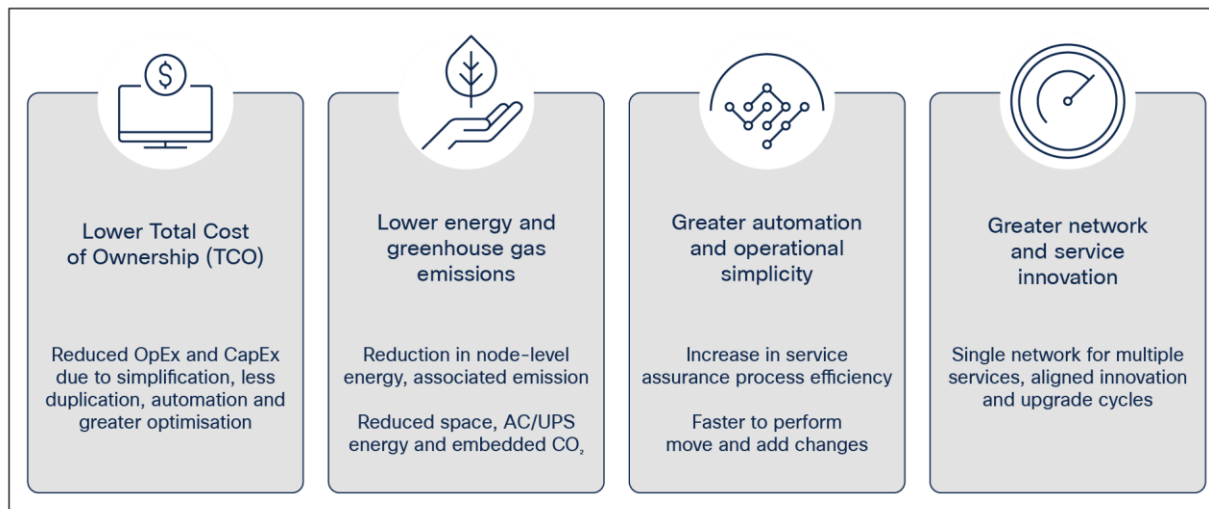 $
Lower Total Cost
of Ownership (TCO)
Reduced OpEx and CapEx
due to simplification, less
duplication, automation and
greater optimisation
Lower energy and
greenhouse gas
emissions
Reduction in node-level
energy, associated emission
Reduced space, AC/UPS
energy and embedded CO₂
Greater automation
and operational
simplicity
Increase in service
assurance process efficiency
Faster to perform
move and add changes
Greater network
and service
innovation
Single network for multiple
services, aligned innovation
and upgrade cycles